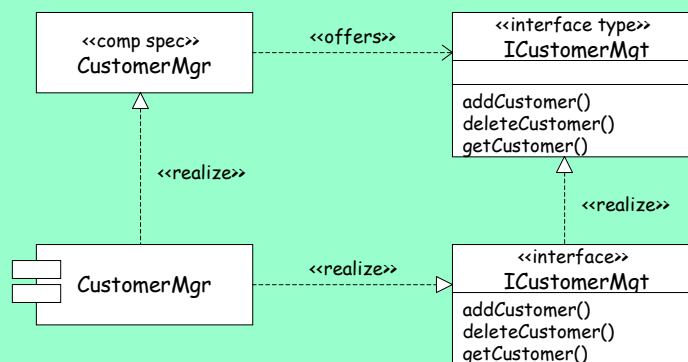 <<comp spec>>
CustomerMgr
<<offers>>
<<interface type>>
ICustomerMgt
addCustomer()
deleteCustomer()
getCustomer()
<<realize>>
<<realize>>
CustomerMgr
<<realize>>
<<interface>>
ICustomerMgt
addCustomer()
deleteCustomer()
getCustomer()